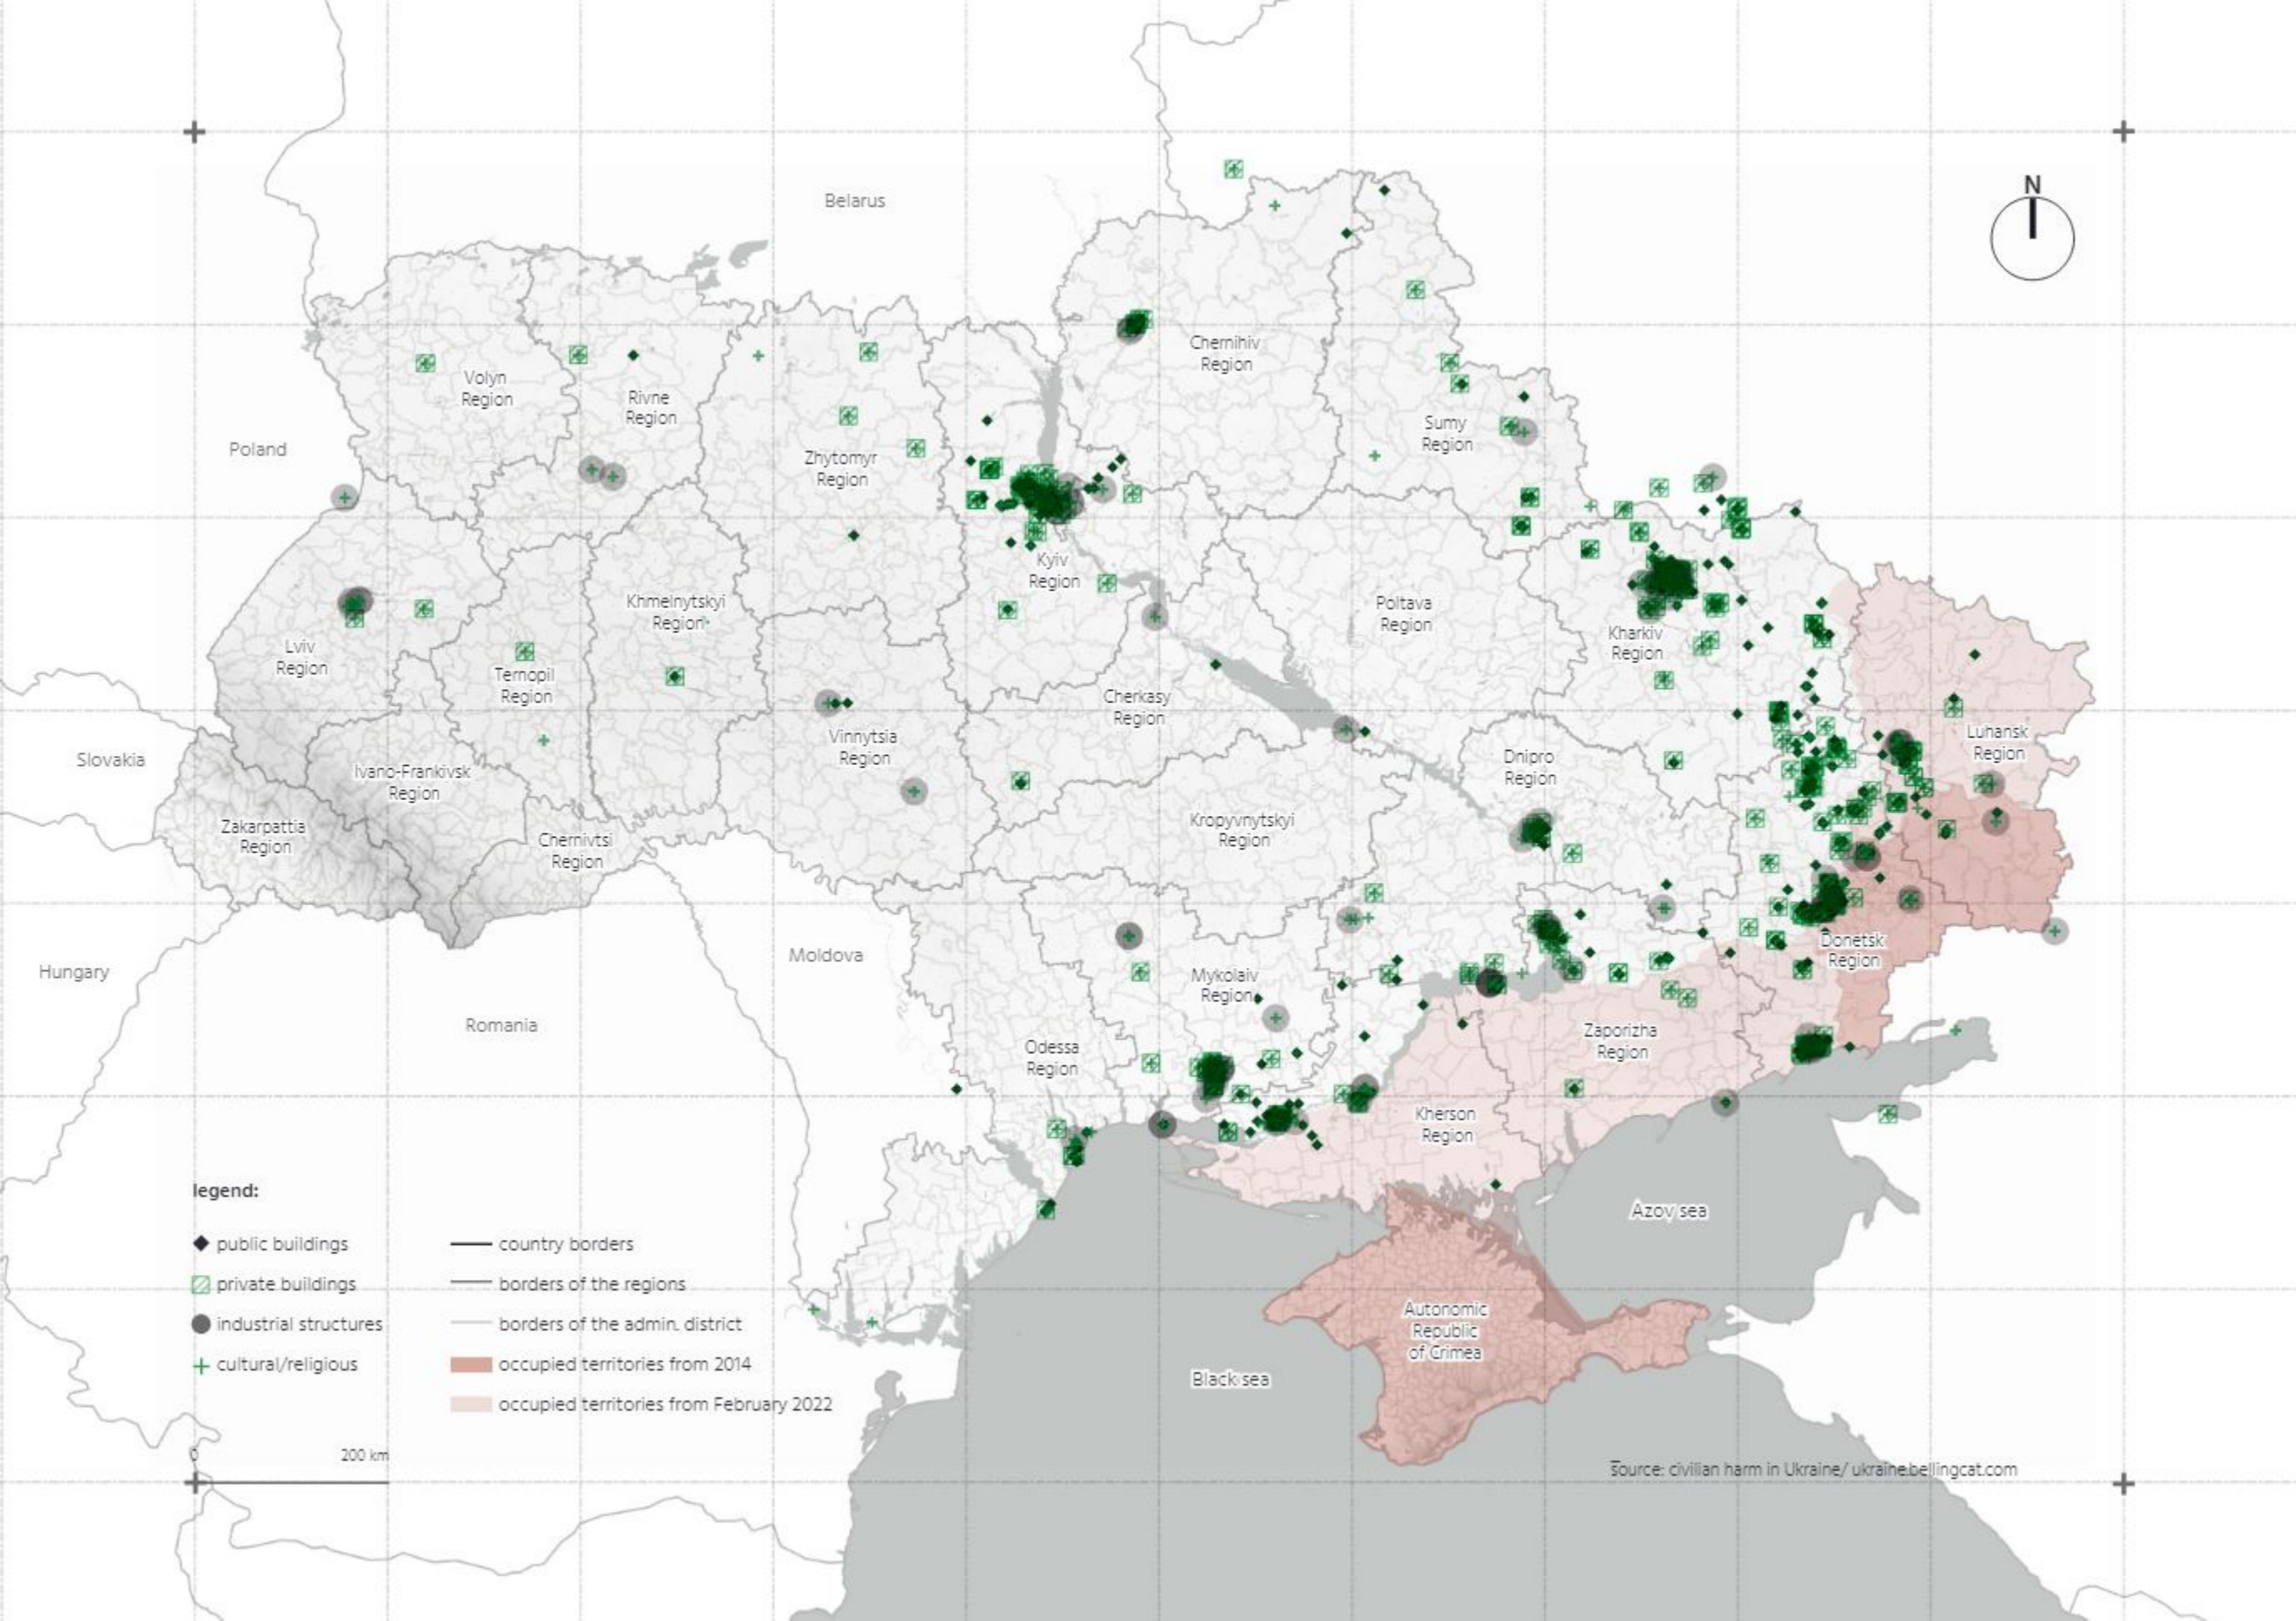 N
Belarus
Chernihiv
Region
Volyn
Region
Rivne
Region
Sumy
Region
Poland
Zhytomyr
Region
Kyiv
Region
Khmelnytskyi
Region
Poltava
Region
Kharkiv
Region
Lviv
Region
Ternopil
Region
Cherkasy
Region
Vinnytsia
Region
Luhansk
Region
Slovakia
Ivano-Frankivsk
Region
Dnipro
Region
Zakarpattia
Region
Chernivtsi
Region
Kropyvnytskyi
Region
Donetsk
Region
Moldova
Hungary
Mykolaiv
Region
Romania
Zaporizha
Region
Odessa
Region
Kherson
Region
Azov sea
Autonomic
Republic
of Crimea
Black sea
legend:
public buildings
private buildings
industrial structures
cultural/religious
country borders
borders of the regions
borders of the admin. district
occupied territories from 2014
occupied territories from February 2022
0 200 km
Source: civilian harm in Ukraine/ ukraine.bellingcat.com